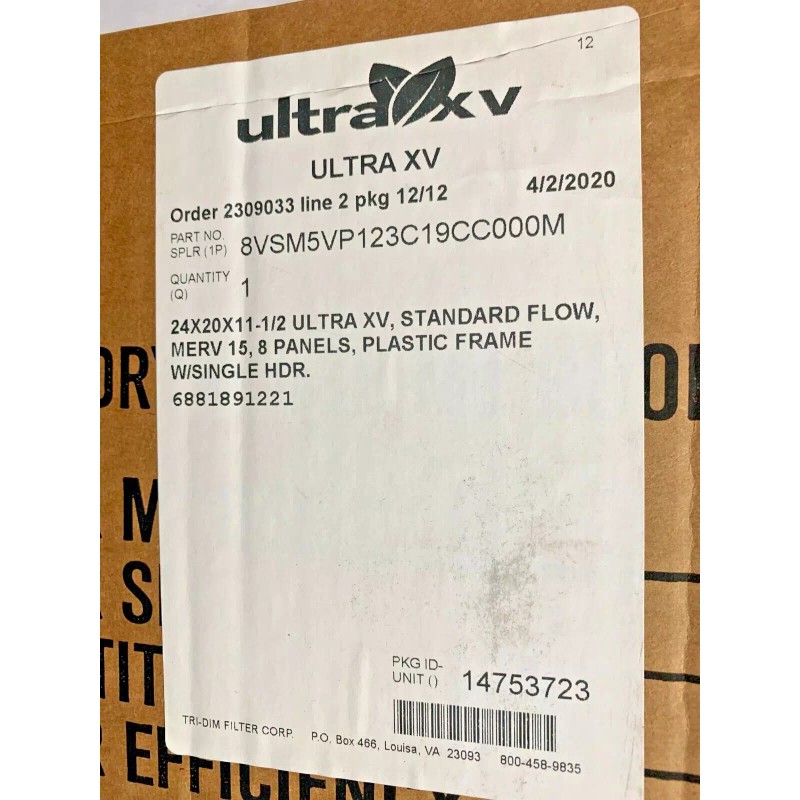 12
ultra xv
ULTRA XV
Order 2309033 line 2 pkg 12/12 4/2/2020
PART NO.
SPLR (1P) 8VSM5VP123C19CC000M
QUANTITY
(Q) 1
24X20X11-1/2 ULTRA XV, STANDARD FLOW,
MERV 15, 8 PANELS, PLASTIC FRAME
W/SINGLE HDR.
6881891221
PKG ID-
UNIT () 14753723
TRI-DIM FILTER CORP. P.O. Box 466, Louisa, VA 23093 800-458-9835